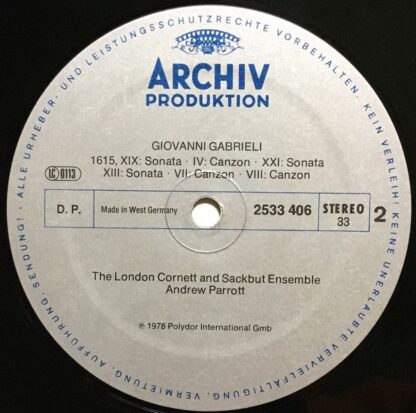 ARCHIV
PRODUKTION
GIOVANNI GABRIELI
1615, XIX: Sonata · IV: Canzon · XXI: Sonata
XIII: Sonata · VII: Canzon · VIII: Canzon
LC 0113
D. P. Made in West Germany 2533 406 STEREO 33 2
The London Cornett and Sackbut Ensemble
Andrew Parrott
℗ 1978 Polydor International Gmb
ALLE URHEBER- UND LEISTUNGSSCHUTZRECHTE VORBEHALTEN. KEIN VERLEIH! KEINE UNERLAUBTE VERVIELFÄLTIGUNG, VERMIETUNG, AUFFÜHRUNG, SENDUNG!